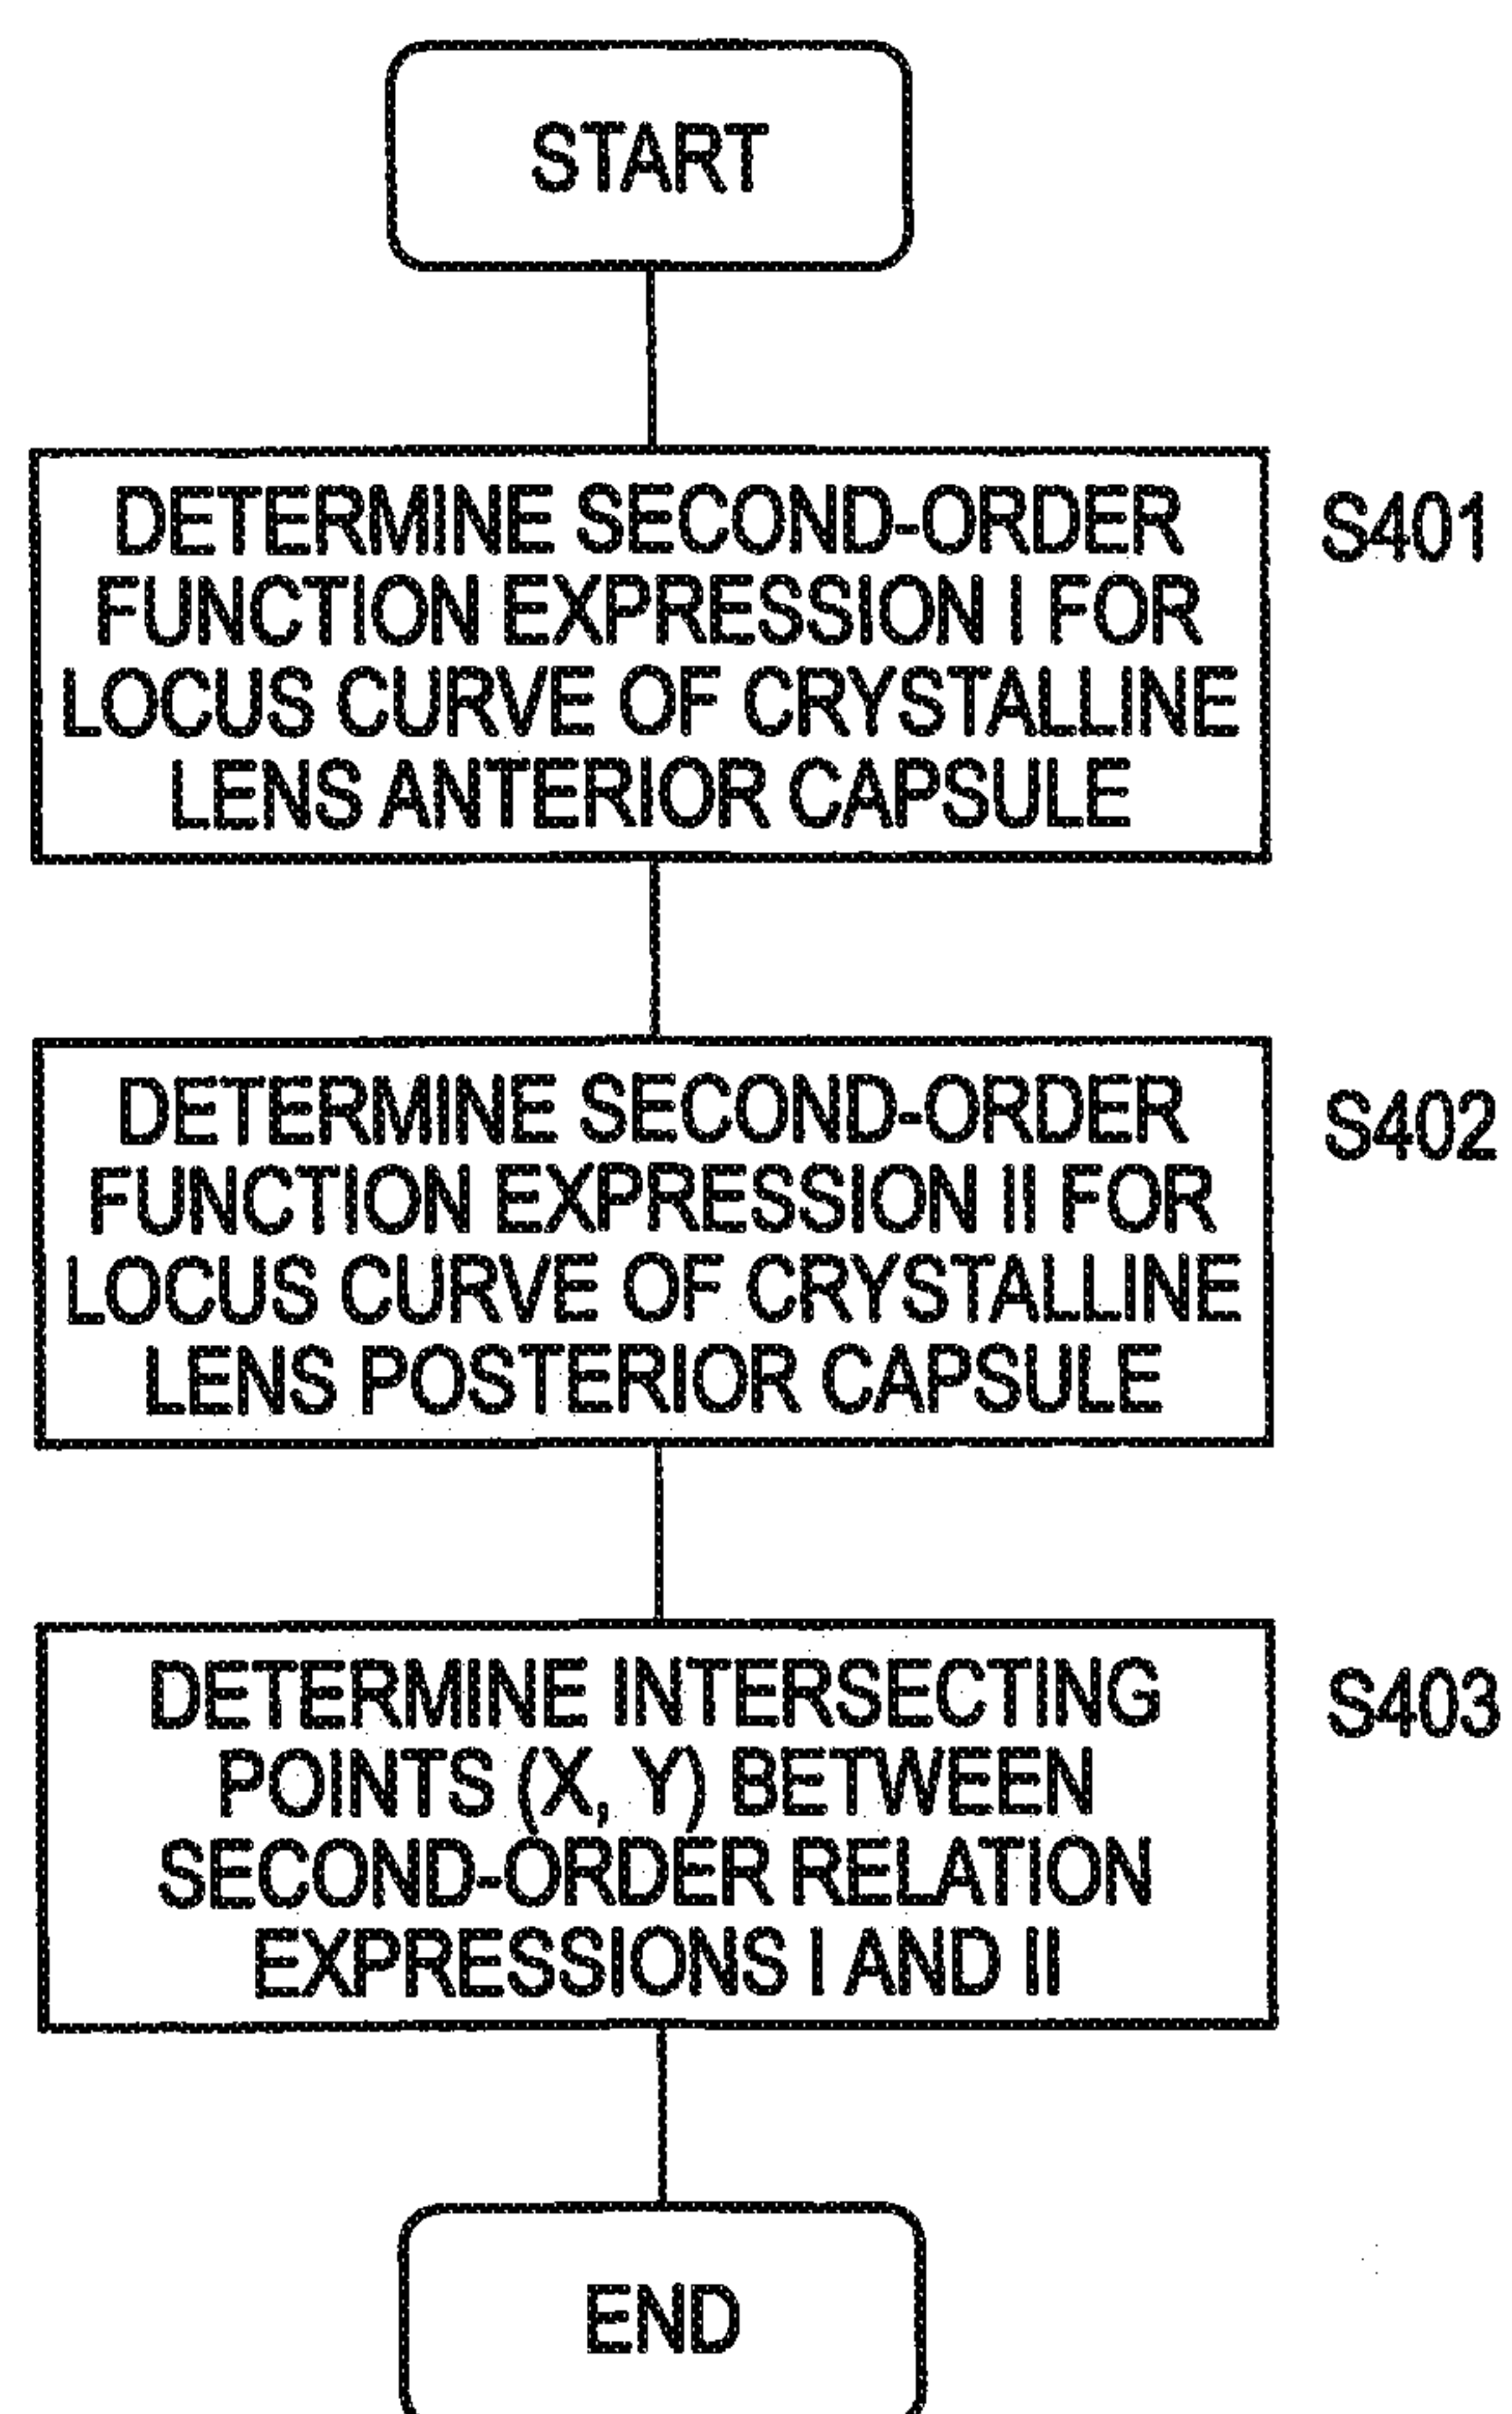 START
DETERMINE SECOND-ORDER
FUNCTION EXPRESSION I FOR
LOCUS CURVE OF CRYSTALLINE
LENS ANTERIOR CAPSULE
S401
DETERMINE SECOND-ORDER
FUNCTION EXPRESSION II FOR
LOCUS CURVE OF CRYSTALLINE
LENS POSTERIOR CAPSULE
S402
DETERMINE INTERSECTING
POINTS (X, Y) BETWEEN
SECOND-ORDER RELATION
EXPRESSIONS I AND II
S403
END